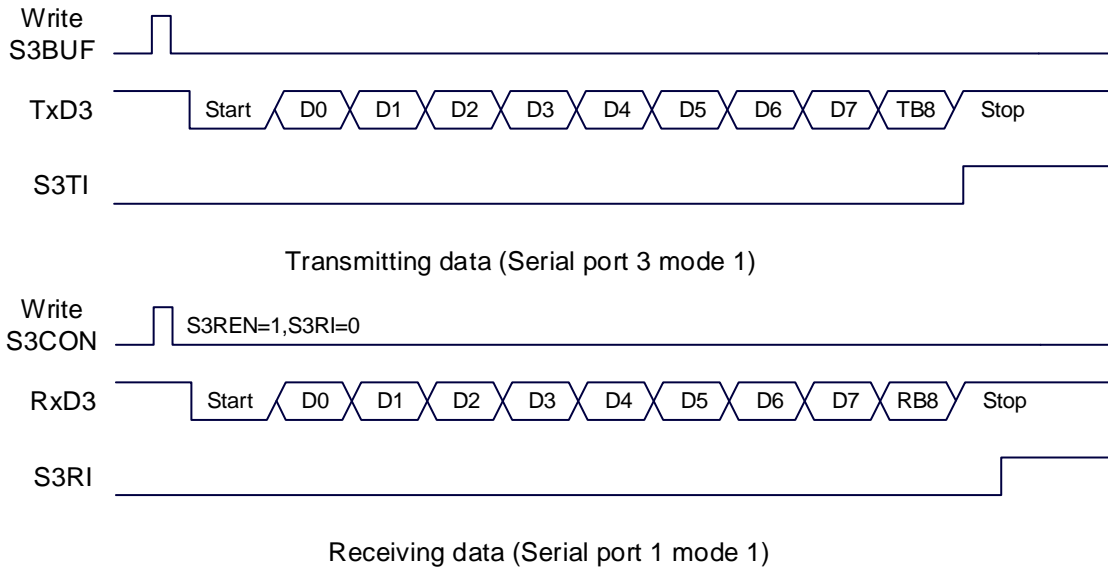 Write
S3BUF
TxD3 Start D0 D1 D2 D3 D4 D5 D6 D7 TB8 Stop
S3TI
Transmitting data (Serial port 3 mode 1)
Write
S3CON S3REN=1,S3RI=0
RxD3 Start D0 D1 D2 D3 D4 D5 D6 D7 RB8 Stop
S3RI
Receiving data (Serial port 1 mode 1)